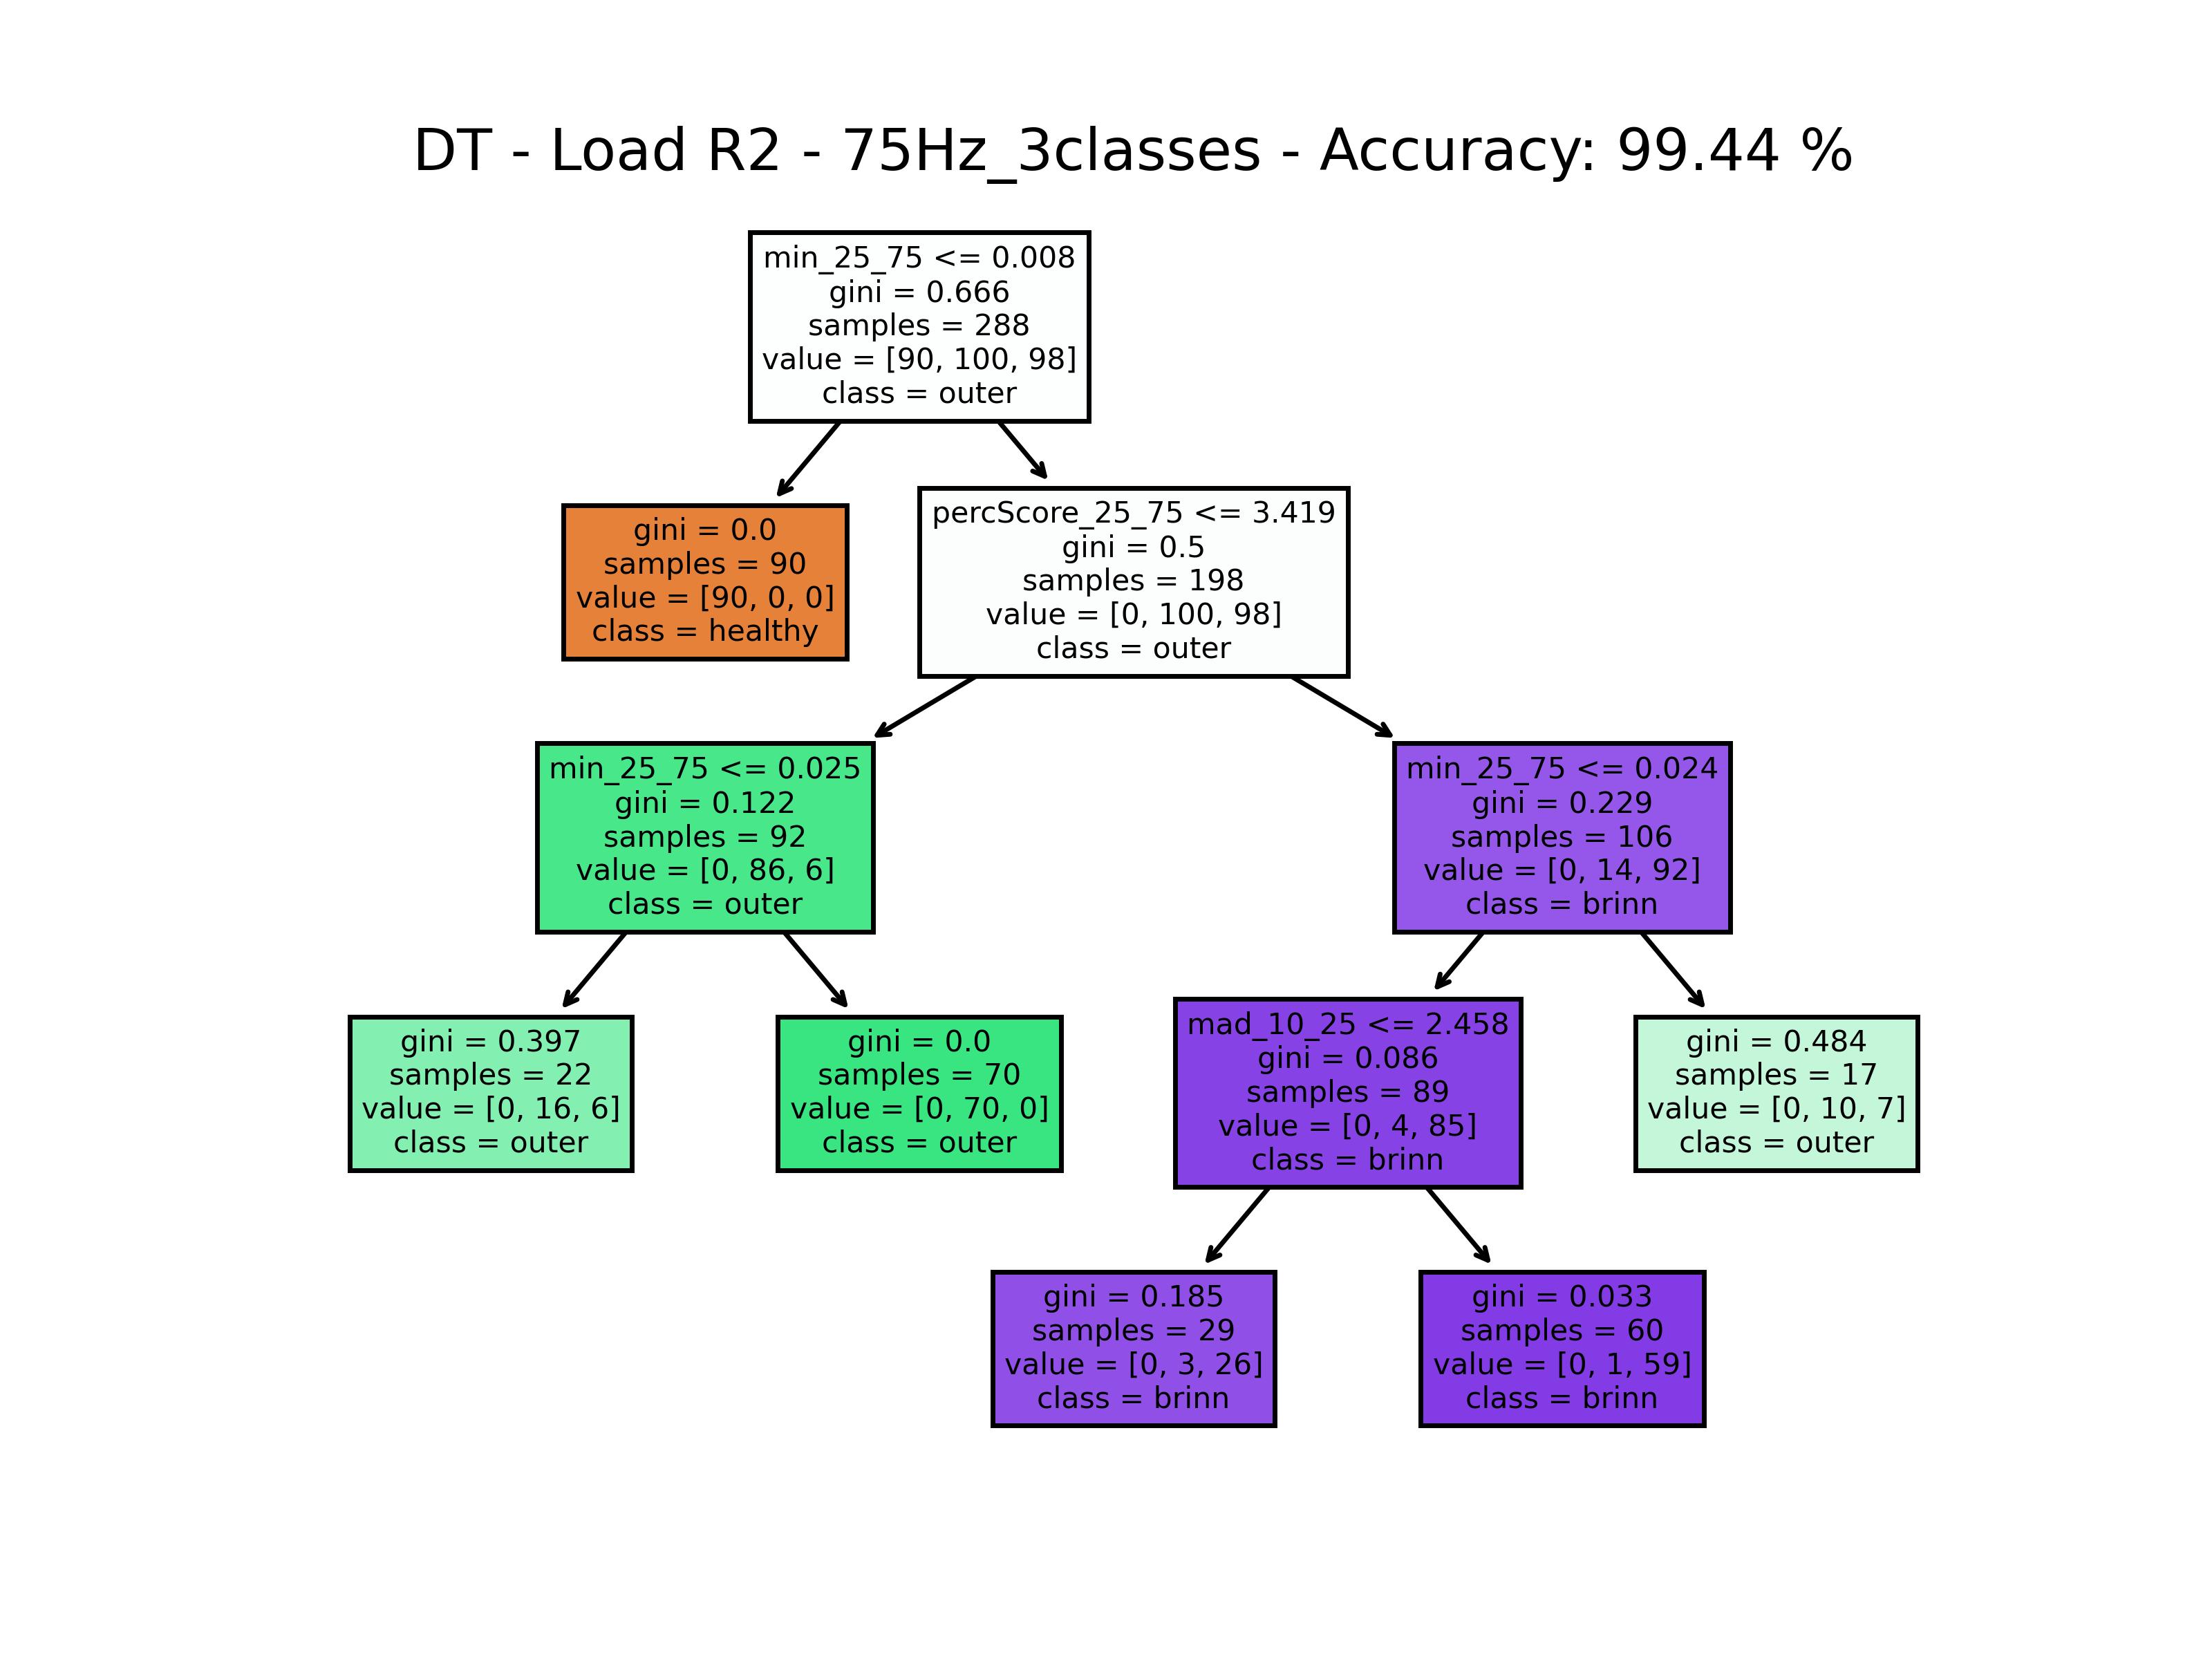 DT - Load R2 - 75Hz_3classes - Accuracy: 99.44 %
min_25_75 <= 0.008
gini = 0.666
samples = 288
value = [90, 100, 98]
class = outer
gini = 0.0
samples = 90
value = [90, 0, 0]
class = healthy
percScore_25_75 <= 3.419
gini = 0.5
samples = 198
value = [0, 100, 98]
class = outer
min_25_75 <= 0.025
gini = 0.122
samples = 92
value = [0, 86, 6]
class = outer
min_25_75 <= 0.024
gini = 0.229
samples = 106
value = [0, 14, 92]
class = brinn
gini = 0.397
samples = 22
value = [0, 16, 6]
class = outer
gini = 0.0
samples = 70
value = [0, 70, 0]
class = outer
mad_10_25 <= 2.458
gini = 0.086
samples = 89
value = [0, 4, 85]
class = brinn
gini = 0.484
samples = 17
value = [0, 10, 7]
class = outer
gini = 0.185
samples = 29
value = [0, 3, 26]
class = brinn
gini = 0.033
samples = 60
value = [0, 1, 59]
class = brinn